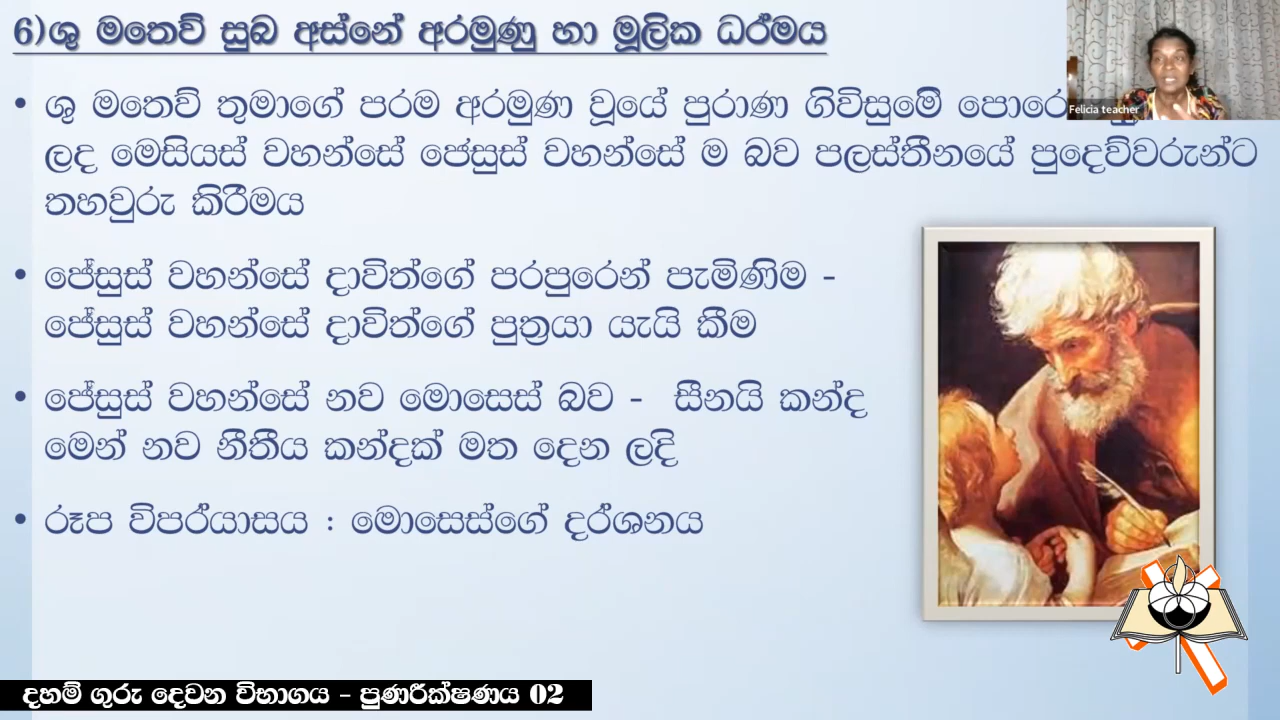 6)ශු මතෙව් සුබ අස්නේ අරමුණු හා මූලික ධර්මය
• ශු මතෙව් තුමාගේ පරම අරමුණ වූයේ පුරාණ ගිවිසුමේ
ලද මෙසියස් වහන්සේ ජේසුස් වහන්සේ ම බව පලස්තීනයේ පුදෙව්වරුන්ට
තහවුරු කිරීමය
• ජේසුස් වහන්සේ දාවිත්ගේ පරපුරෙන් පැමිණිම -
ජේසුස් වහන්සේ දාවිත්ගේ පුත්‍රයා යැයි කීම
• ජේසුස් වහන්සේ නව මොසෙස් බව - සීනයි කන්ද
මෙන් නව නීතීය කන්දක් මත දෙන ලදි
• රූප විපර්යාසය : මොසෙස්ගේ දර්ශනය
Felicia teacher
දහම් ගුරු දෙවන විභාගය - පුණරීක්ෂණය 02